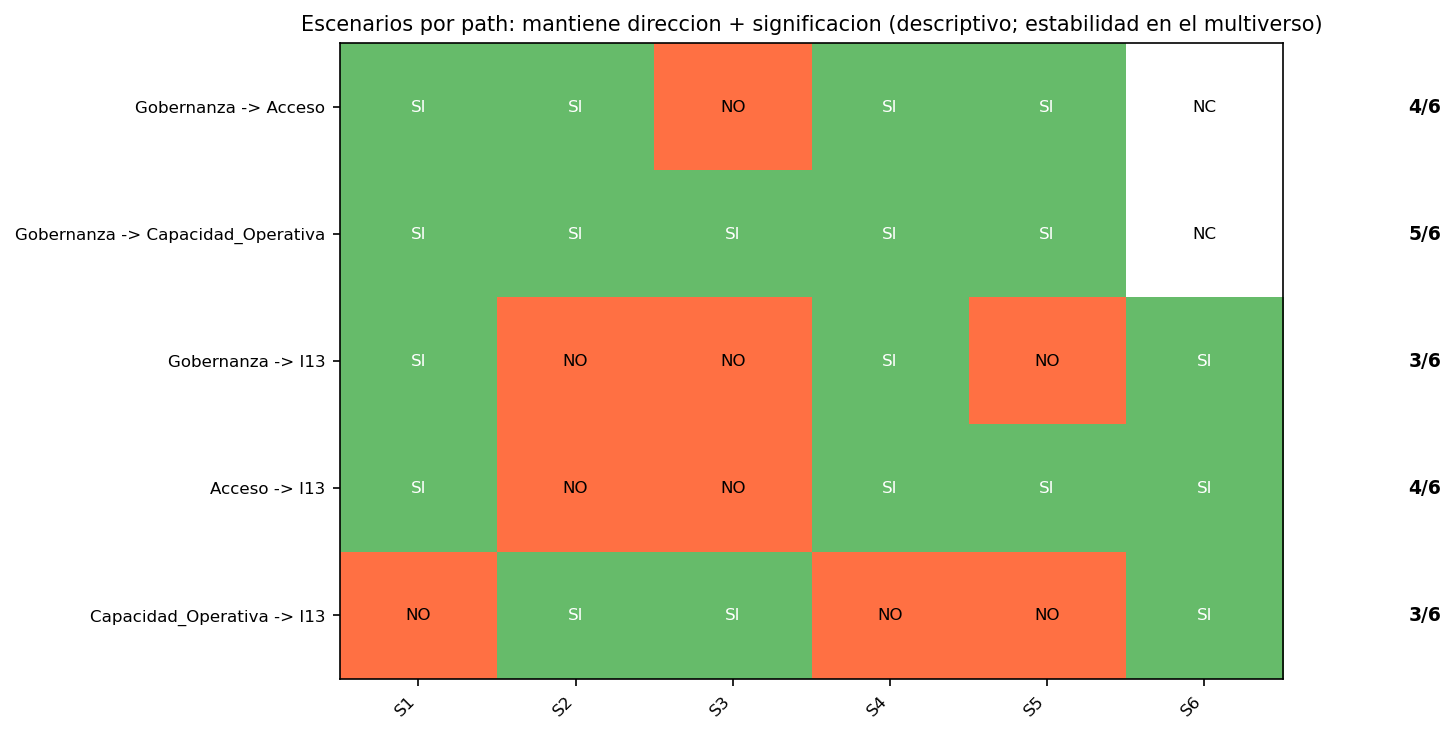 Escenarios por path: mantiene direccion + significacion (descriptivo; estabilidad en el multiverso)
Gobernanza -> Acceso SI SI NO SI SI NC 4/6
Gobernanza -> Capacidad_Operativa SI SI SI SI SI NC 5/6
Gobernanza -> I13 SI NO NO SI NO SI 3/6
Acceso -> I13 SI NO NO SI SI SI 4/6
Capacidad_Operativa -> I13 NO SI SI NO NO SI 3/6
S1 S2 S3 S4 S5 S6